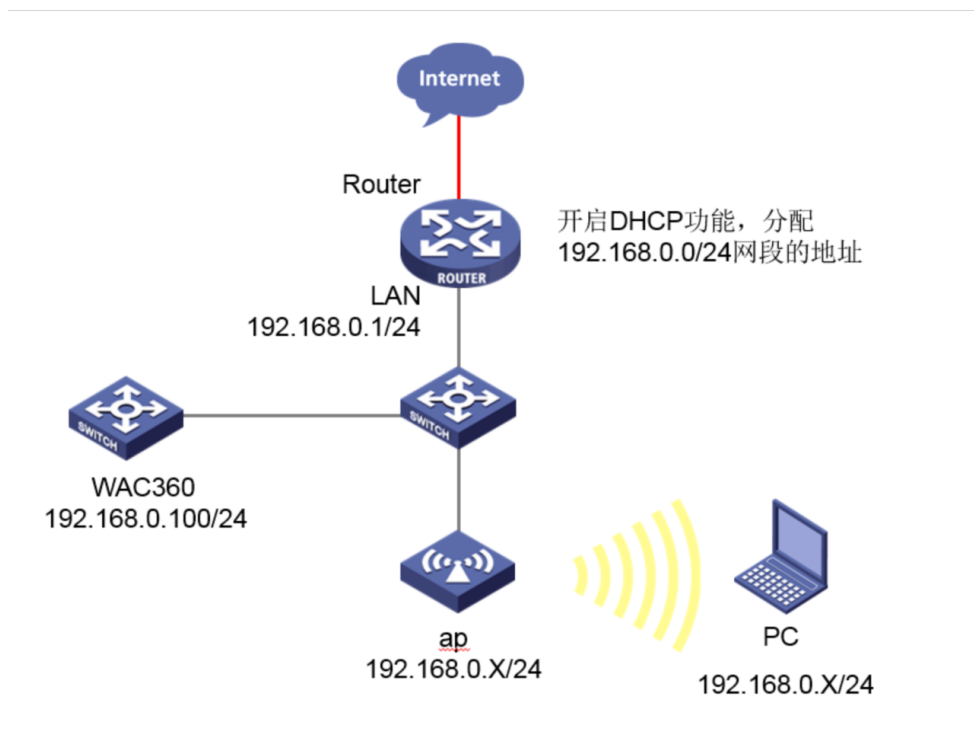 Internet
Router
开启DHCP功能，分配
192.168.0.0/24网段的地址
ROUTER
LAN
192.168.0.1/24
SWITCH
SWITCH
WAC360
192.168.0.100/24
ap
192.168.0.X/24
PC
192.168.0.X/24